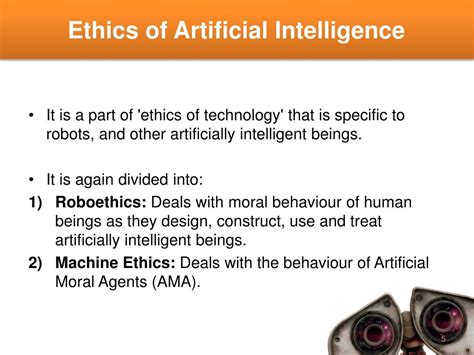 Ethics of Artificial Intelligence
• It is a part of 'ethics of technology' that is specific to
robots, and other artificially intelligent beings.
• It is again divided into:
1) Roboethics: Deals with moral behaviour of human
beings as they design, construct, use and treat
artificially intelligent beings.
2) Machine Ethics: Deals with the behaviour of Artificial
Moral Agents (AMA).
5